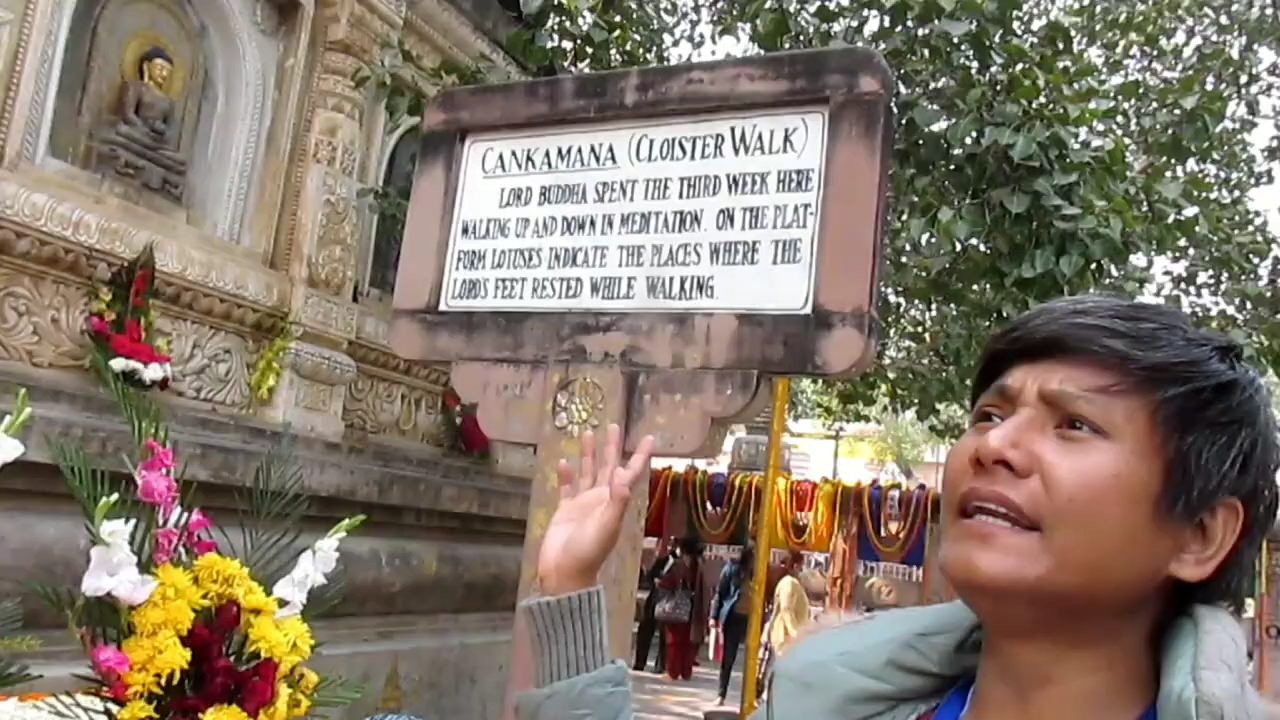 CANKAMANA (CLOISTER WALK)
LORD BUDDHA SPENT THE THIRD WEEK HERE
WALKING UP AND DOWN IN MEDITATION. ON THE PLAT-
FORM LOTUSES INDICATE THE PLACES WHERE THE
LORD'S FEET RESTED WHILE WALKING.